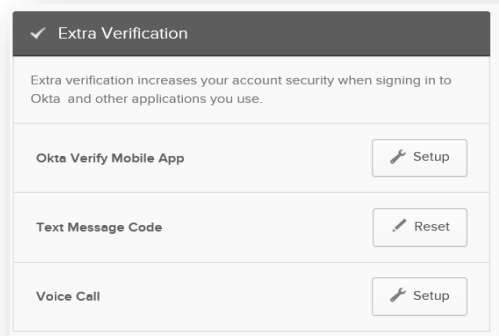 Extra Verification
Extra verification increases your account security when signing in to
Okta and other applications you use.
Okta Verify Mobile App
Setup
Text Message Code
Reset
Voice Call
Setup